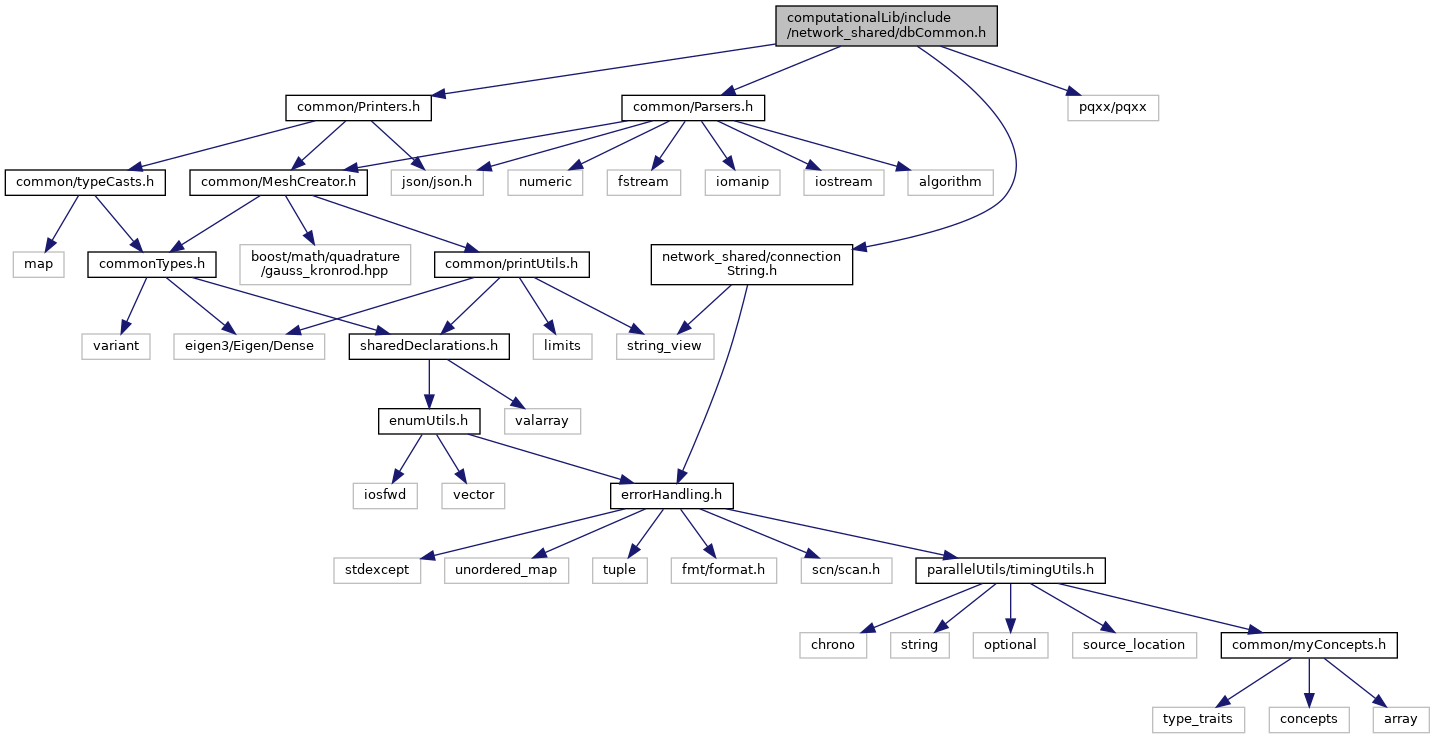 computationalLib/include
/network_shared/dbCommon.h
common/Printers.h
common/Parsers.h
pqxx/pqxx
common/typeCasts.h
common/MeshCreator.h
json/json.h
numeric
fstream
iomanip
iostream
algorithm
map
commonTypes.h
boost/math/quadrature
/gauss_kronrod.hpp
common/printUtils.h
network_shared/connection
String.h
variant
eigen3/Eigen/Dense
sharedDeclarations.h
limits
string_view
enumUtils.h
valarray
iosfwd
vector
errorHandling.h
stdexcept
unordered_map
tuple
fmt/format.h
scn/scan.h
parallelUtils/timingUtils.h
chrono
string
optional
source_location
common/myConcepts.h
type_traits
concepts
array